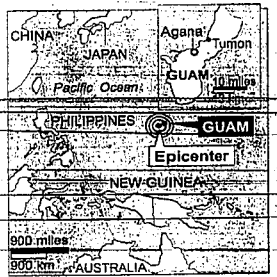 CHINA
JAPAN
Pacific Ocean
Agana
Tumon
GUAM
10 miles
PHILIPPINES
GUAM
Epicenter
NEW GUINEA
900 miles
900 km
AUSTRALIA